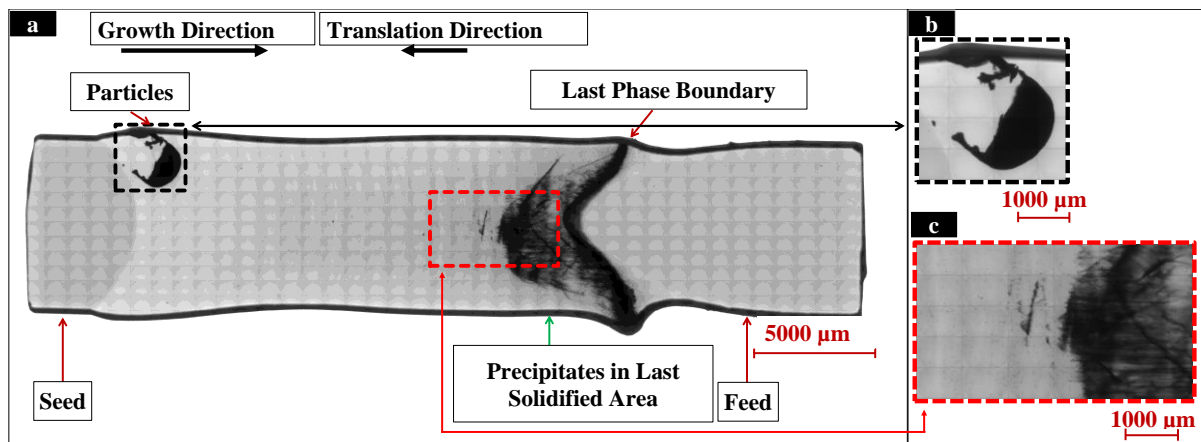 a
Growth Direction
Translation Direction
Particles
Last Phase Boundary
Seed
Precipitates in Last
Solidified Area
Feed
5000 μm
b
1000 μm
c
1000 μm